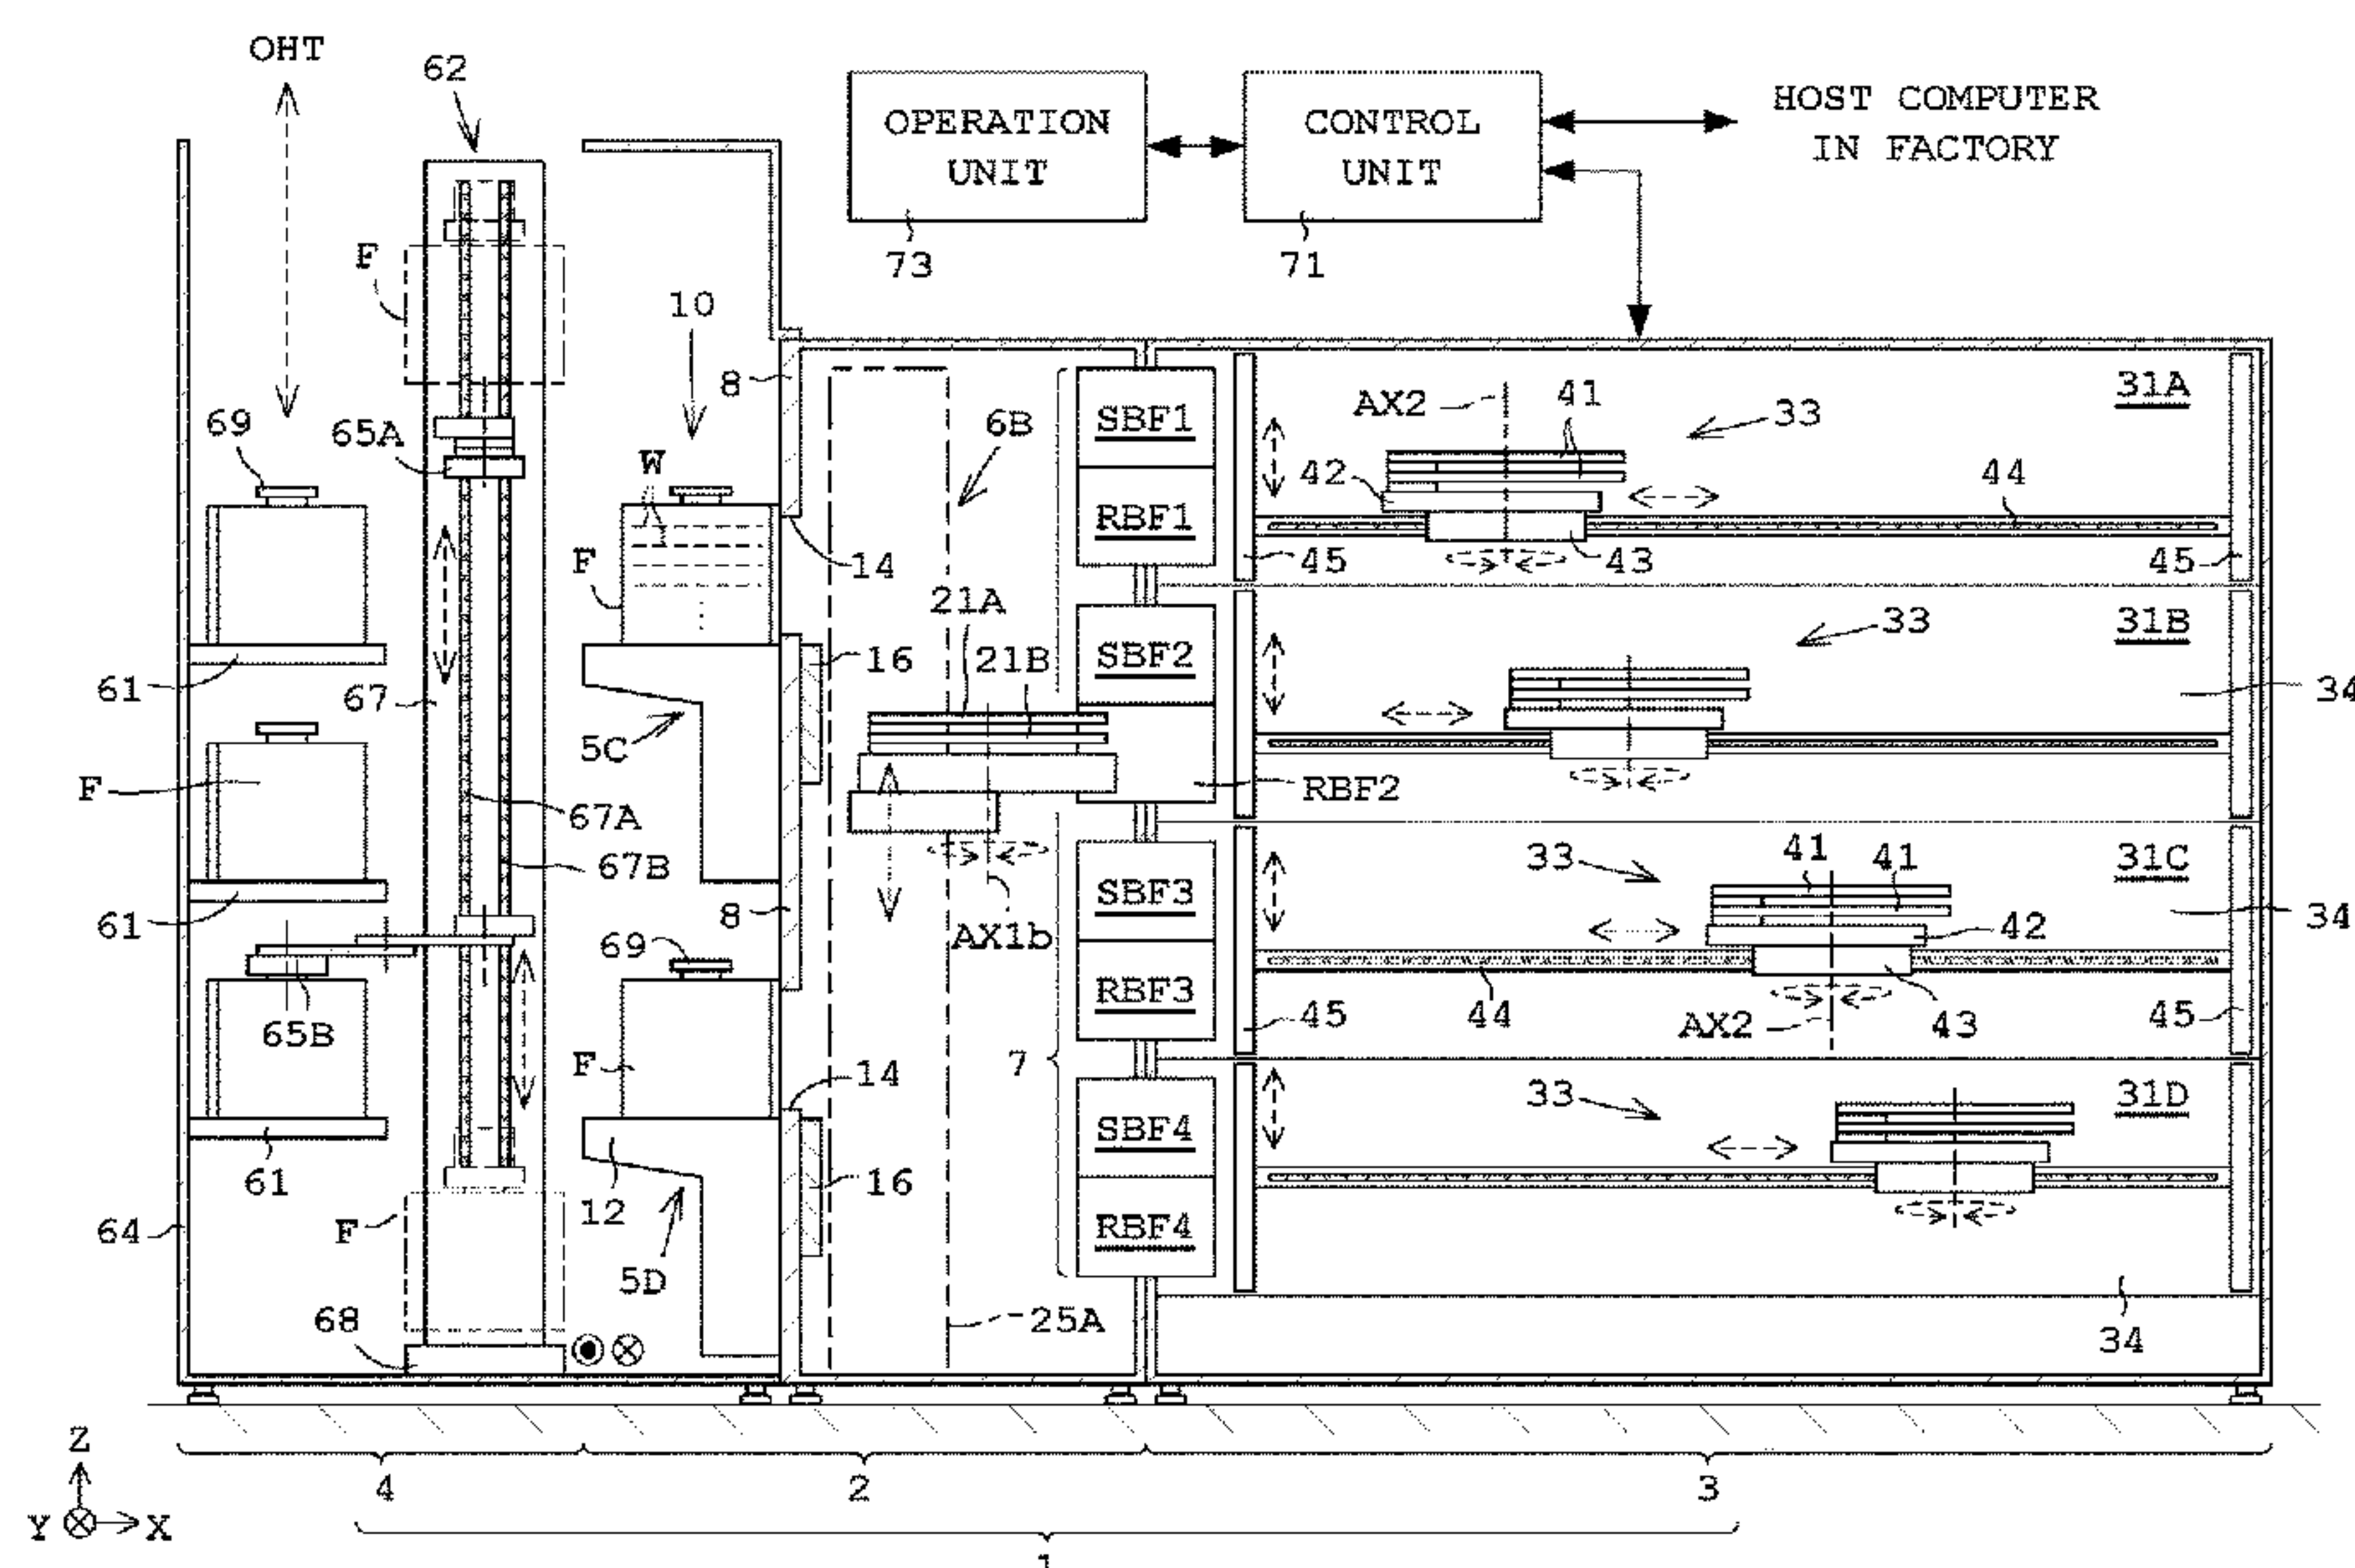 OHT
62
OPERATION
UNIT
73
CONTROL
UNIT
71
HOST COMPUTER
IN FACTORY
F
10
8
6B
SBF1
RBF1
AX2
41
33
31A
42
44
69
65A
W
14
F
45
43
45
21A
21B
61
67
5C
16
SBF2
RBF2
33
31B
34
F
67A
67B
61
8
AX1b
SBF3
RBF3
33
41
41
31C
34
42
69
65B
45
44
AX2
43
45
F
14
7
61
12
16
SBF4
RBF4
33
31D
64
F
5D
68
25A
34
Z
Y
X
4
2
3
1